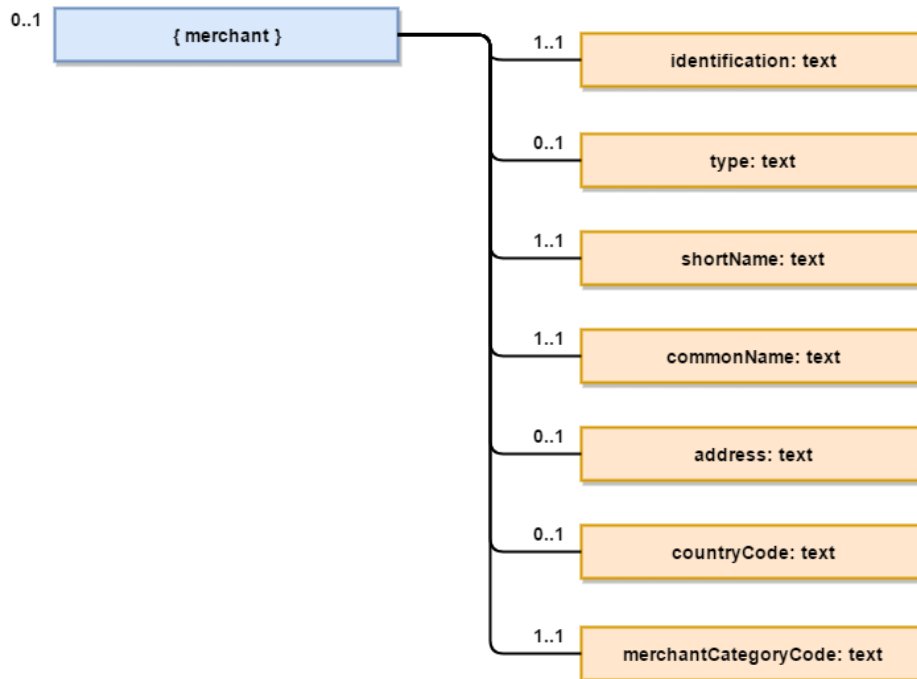 0..1
{ merchant }
1..1
identification: text
0..1
type: text
1..1
shortName: text
1..1
commonName: text
0..1
address: text
0..1
countryCode: text
1..1
merchantCategoryCode: text